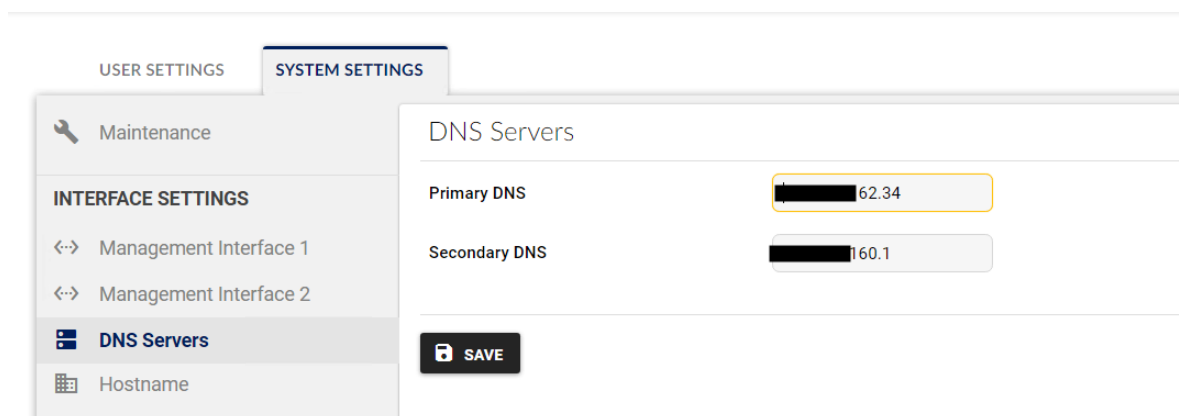 USER SETTINGS
SYSTEM SETTINGS
Maintenance
INTERFACE SETTINGS
Management Interface 1
Management Interface 2
DNS Servers
Hostname
DNS Servers
Primary DNS
62.34
Secondary DNS
160.1
SAVE